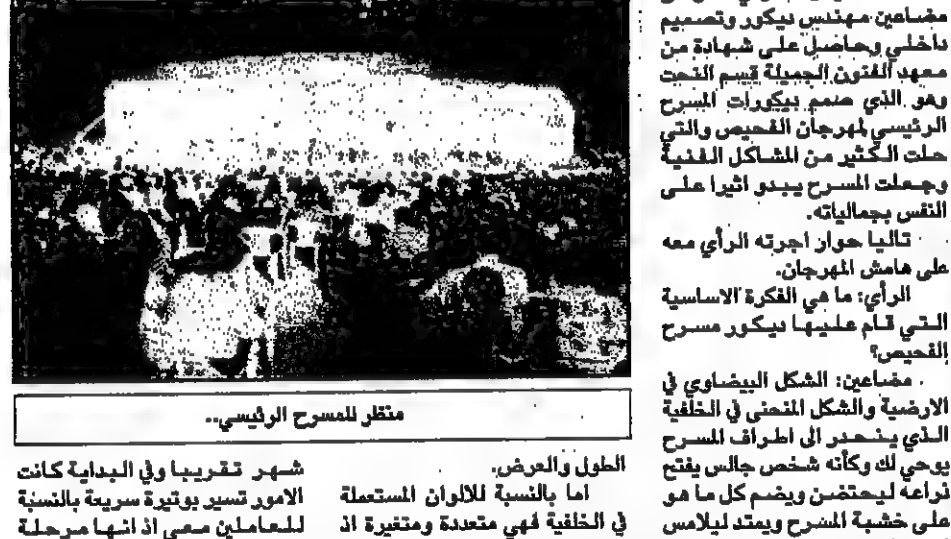 مضاعين مهندس ديكور وتصميم
داخلي وحاصل على شهادة من
معهد الفنون الجميلة قسم النحت
وهو الذي صمم ديكورات المسرح
الرئيسي لمهرجان الفحيص والتي
حلت الكثير من المشاكل الفنية
وجعلت المسرح يبدو اثيرا على
النفس بجمالياته.
تاليا حوار اجرته الرأي معه
على هامش المهرجان.
الرأي: ما هي الفكرة الاساسية
التي قام عليها ديكور مسرح
الفحيص؟
مضاعين: الشكل البيضاوي في
الارضية والشكل المنحنى في الخلفية
الذي ينحدر الى اطراف المسرح
يوحي لك وكأنه شخص جالس يفتح
ذراعه ليحتضن ويضم كل ما هو
على خشبة المسرح ويمتد ليلامس
منظر للمسرح الرئيسي..
الطول والعرض.
اما بالنسبة للالوان المستعملة
في الخلفية فهي متعددة ومتغيرة اذ
شهر تقريبا وفي البداية كانت
الامور تسير بوتيرة سريعة بالنسبة
للعاملين معي اذ انها مرحلة